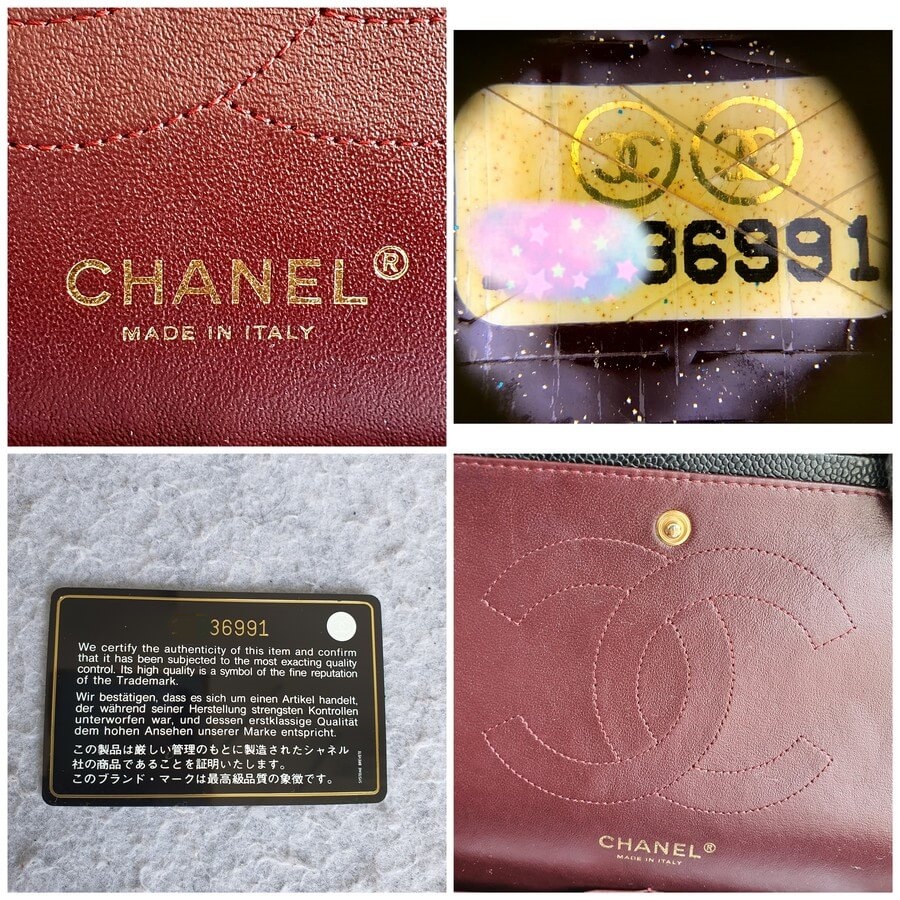 CHANEL®
MADE IN ITALY
36991
36991
We certify the authenticity of this item and confirm
that it has been subjected to the most exacting quality
control. Its high quality is a symbol of the fine reputation
of the Trademark.
Wir bestätigen, dass es sich um einen Artikel handelt,
der während seiner Herstellung strengsten Kontrollen
unterworfen war, und dessen erstklassige Qualität
dem hohen Ansehen unserer Marke entspricht.
この製品は厳しい管理のもとに製造されたシャネル
社の商品であることを証明いたします。
このブランド・マークは最高級品質の象徴です。
CHANEL®
MADE IN ITALY